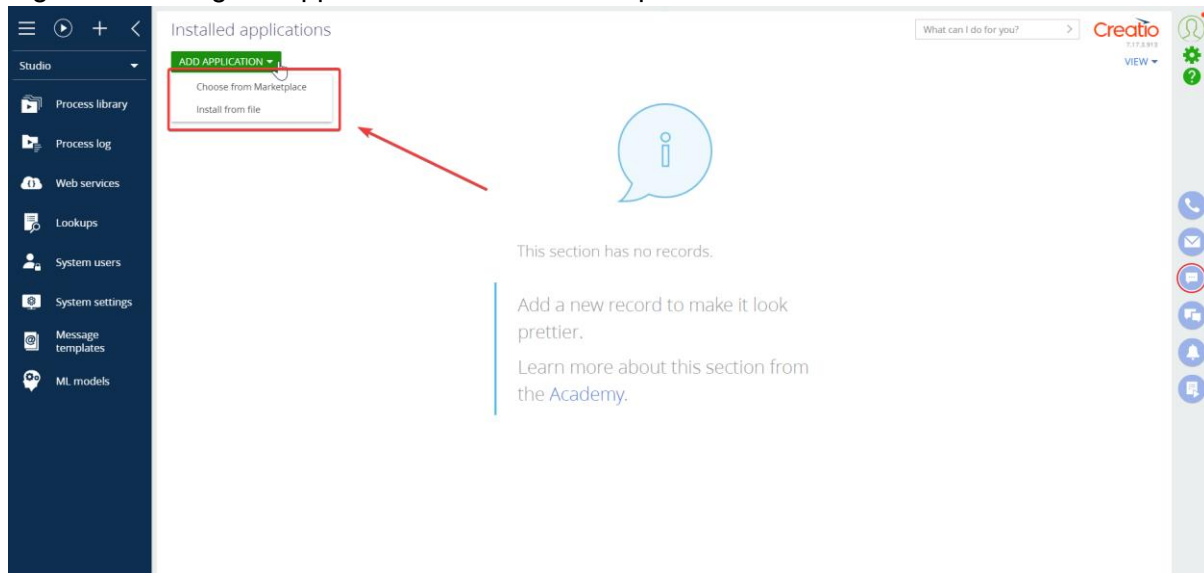 Installed applications
What can I do for you?
Creatio
Studio
ADD APPLICATION
VIEW
Choose from Marketplace
Install from file
Process library
Process log
Web services
Lookups
System users
System settings
Message
templates
ML models
This section has no records.
Add a new record to make it look
prettier.
Learn more about this section from
the Academy.